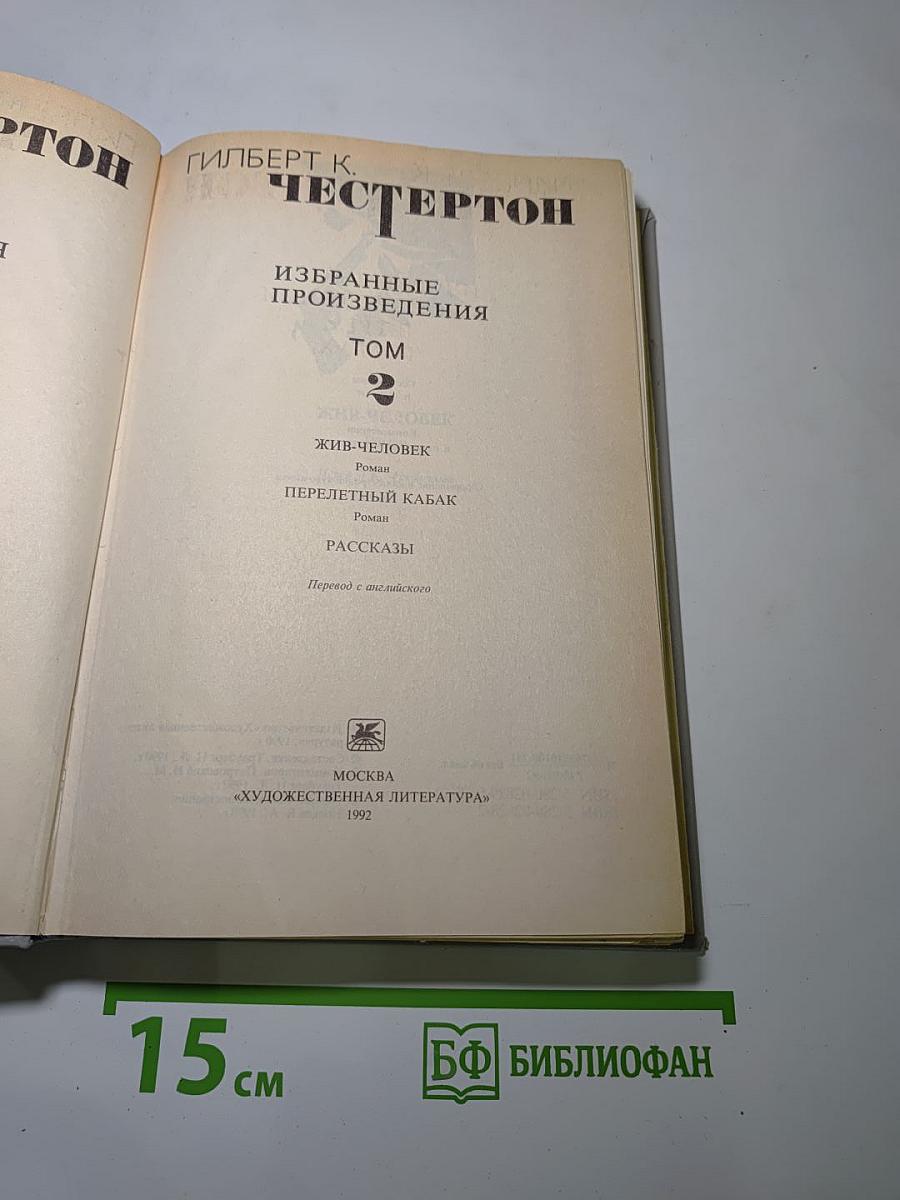 РТОН
Я
ГИЛБЕРТ К.
ЧЕСТЕРТОН
ИЗБРАННЫЕ
ПРОИЗВЕДЕНИЯ
ТОМ
2
ЖИВ-ЧЕЛОВЕК
Роман
ПЕРЕЛЕТНЫЙ КАБАК
Роман
РАССКАЗЫ
Перевод с английского
МОСКВА
«ХУДОЖЕСТВЕННАЯ ЛИТЕРАТУРА»
1992
15 см
БФ БИБЛИОФАН